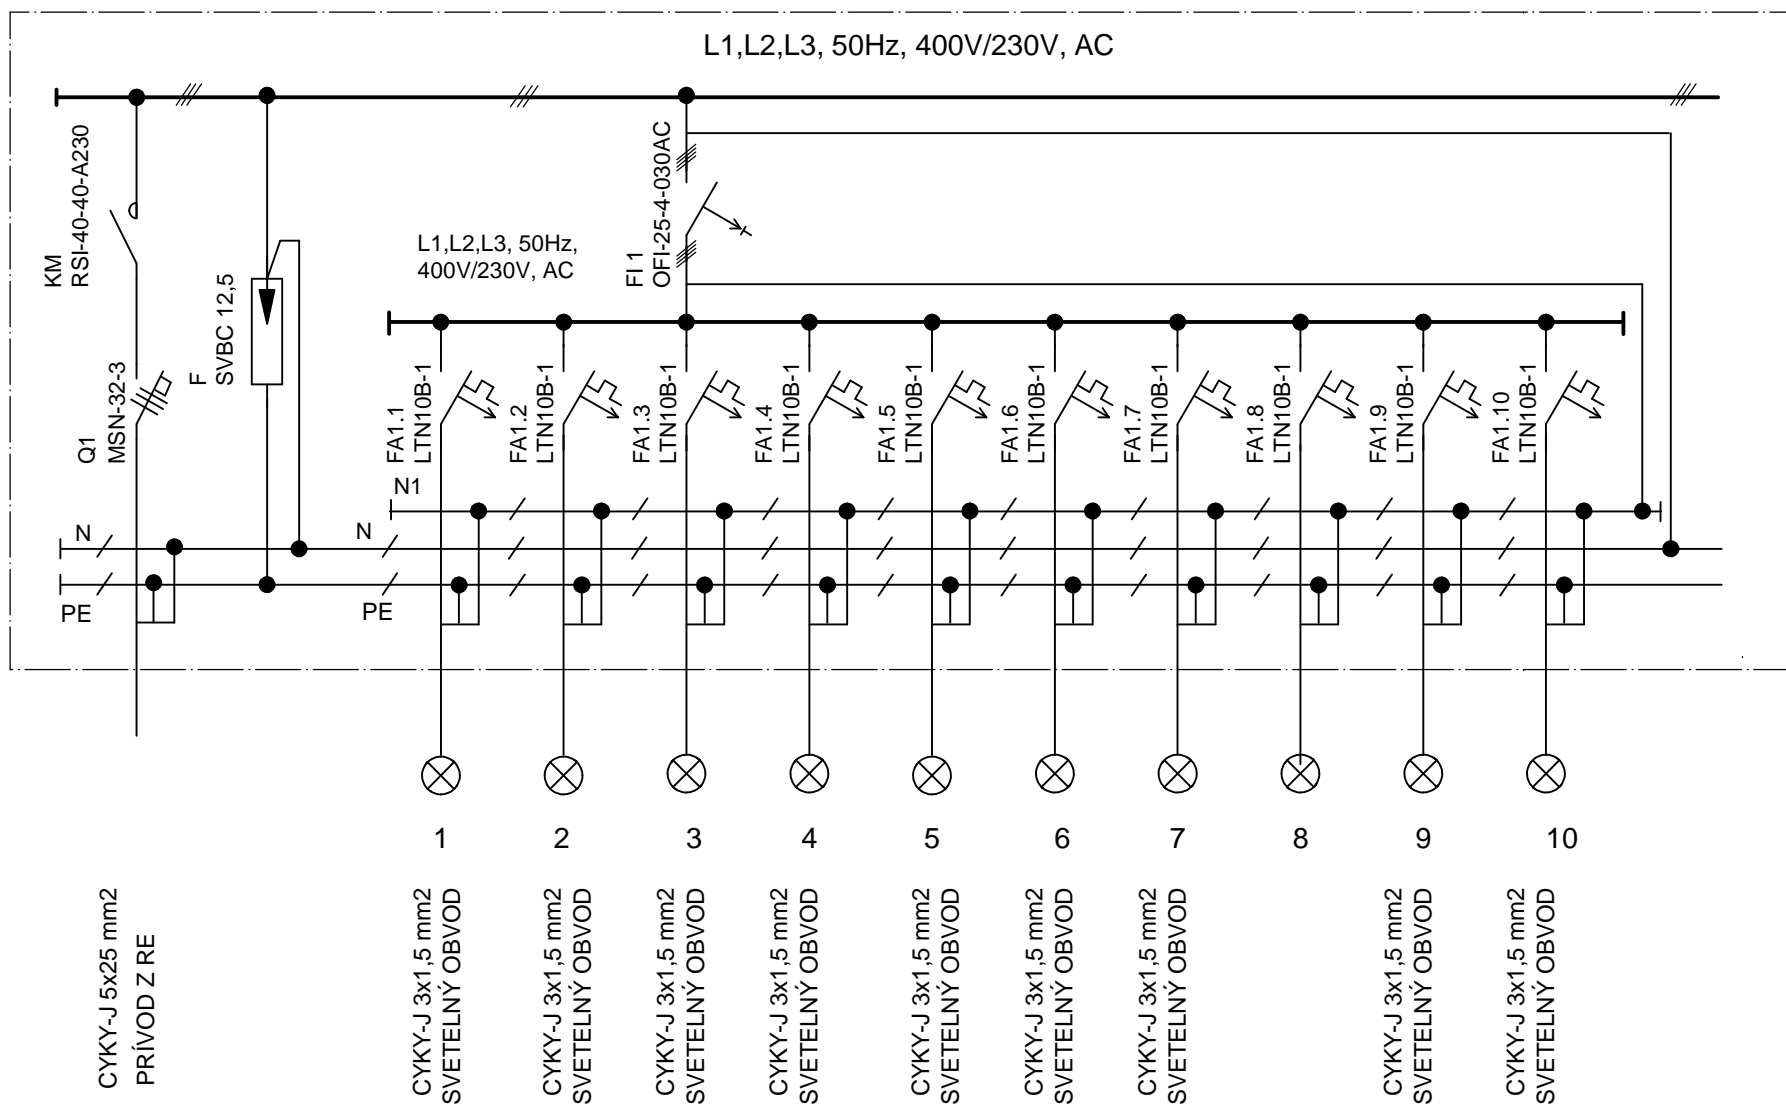 L1,L2,L3, 50Hz, 400V/230V, AC
KM
RSI-40-40-A230
Q1
MSN-32-3
F
SVBC 12,5
L1,L2,L3, 50Hz,
400V/230V, AC
FI 1
OFI-25-4-030AC
FA1.1
LTN10B-1
FA1.2
LTN10B-1
FA1.3
LTN10B-1
FA1.4
LTN10B-1
FA1.5
LTN10B-1
FA1.6
LTN10B-1
FA1.7
LTN10B-1
FA1.8
LTN10B-1
FA1.9
LTN10B-1
FA1.10
LTN10B-1
N1
N
N
PE
PE
1
2
3
4
5
6
7
8
9
10
CYKY-J 5x25 mm2
PRÍVOD Z RE
CYKY-J 3x1,5 mm2
SVETELNÝ OBVOD
CYKY-J 3x1,5 mm2
SVETELNÝ OBVOD
CYKY-J 3x1,5 mm2
SVETELNÝ OBVOD
CYKY-J 3x1,5 mm2
SVETELNÝ OBVOD
CYKY-J 3x1,5 mm2
SVETELNÝ OBVOD
CYKY-J 3x1,5 mm2
SVETELNÝ OBVOD
CYKY-J 3x1,5 mm2
SVETELNÝ OBVOD
CYKY-J 3x1,5 mm2
SVETELNÝ OBVOD
CYKY-J 3x1,5 mm2
SVETELNÝ OBVOD